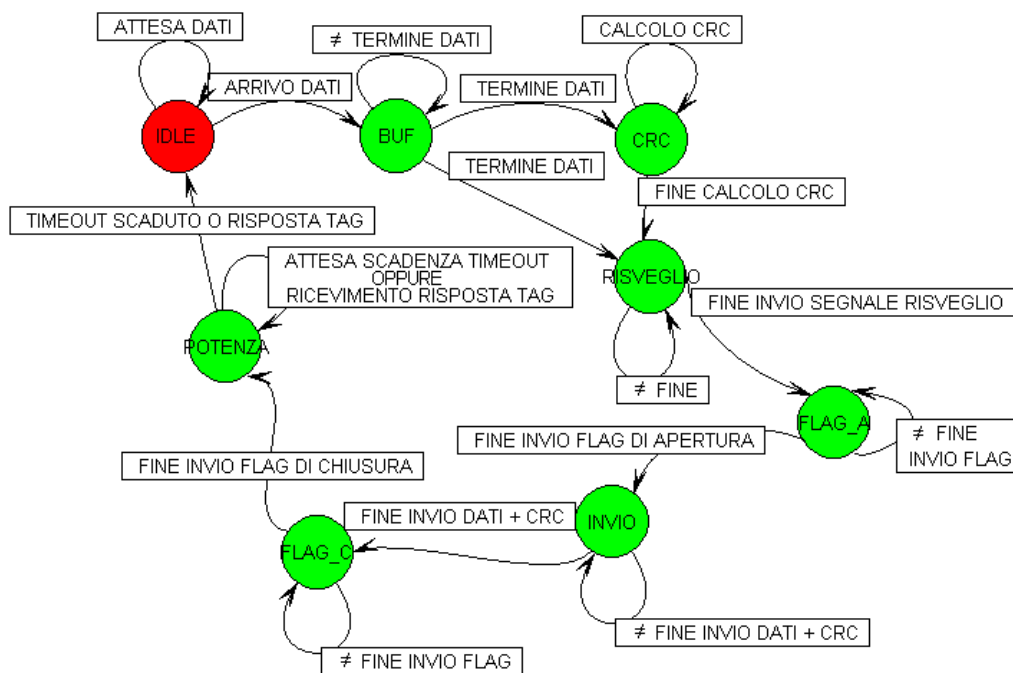 ATTESA DATI
≠ TERMINE DATI
CALCOLO CRC
ARRIVO DATI
TERMINE DATI
IDLE
BUF
CRC
TERMINE DATI
FINE CALCOLO CRC
TIMEOUT SCADUTO O RISPOSTA TAG
ATTESA SCADENZA TIMEOUT
OPPURE
RICEVIMENTO RISPOSTA TAG
RISVEGLIO
FINE INVIO SEGNALE RISVEGLIO
POTENZA
≠ FINE
FLAG_A
≠ FINE
INVIO FLAG
FINE INVIO FLAG DI APERTURA
FINE INVIO FLAG DI CHIUSURA
FINE INVIO DATI + CRC
INVIO
FLAG_C
≠ FINE INVIO DATI + CRC
≠ FINE INVIO FLAG